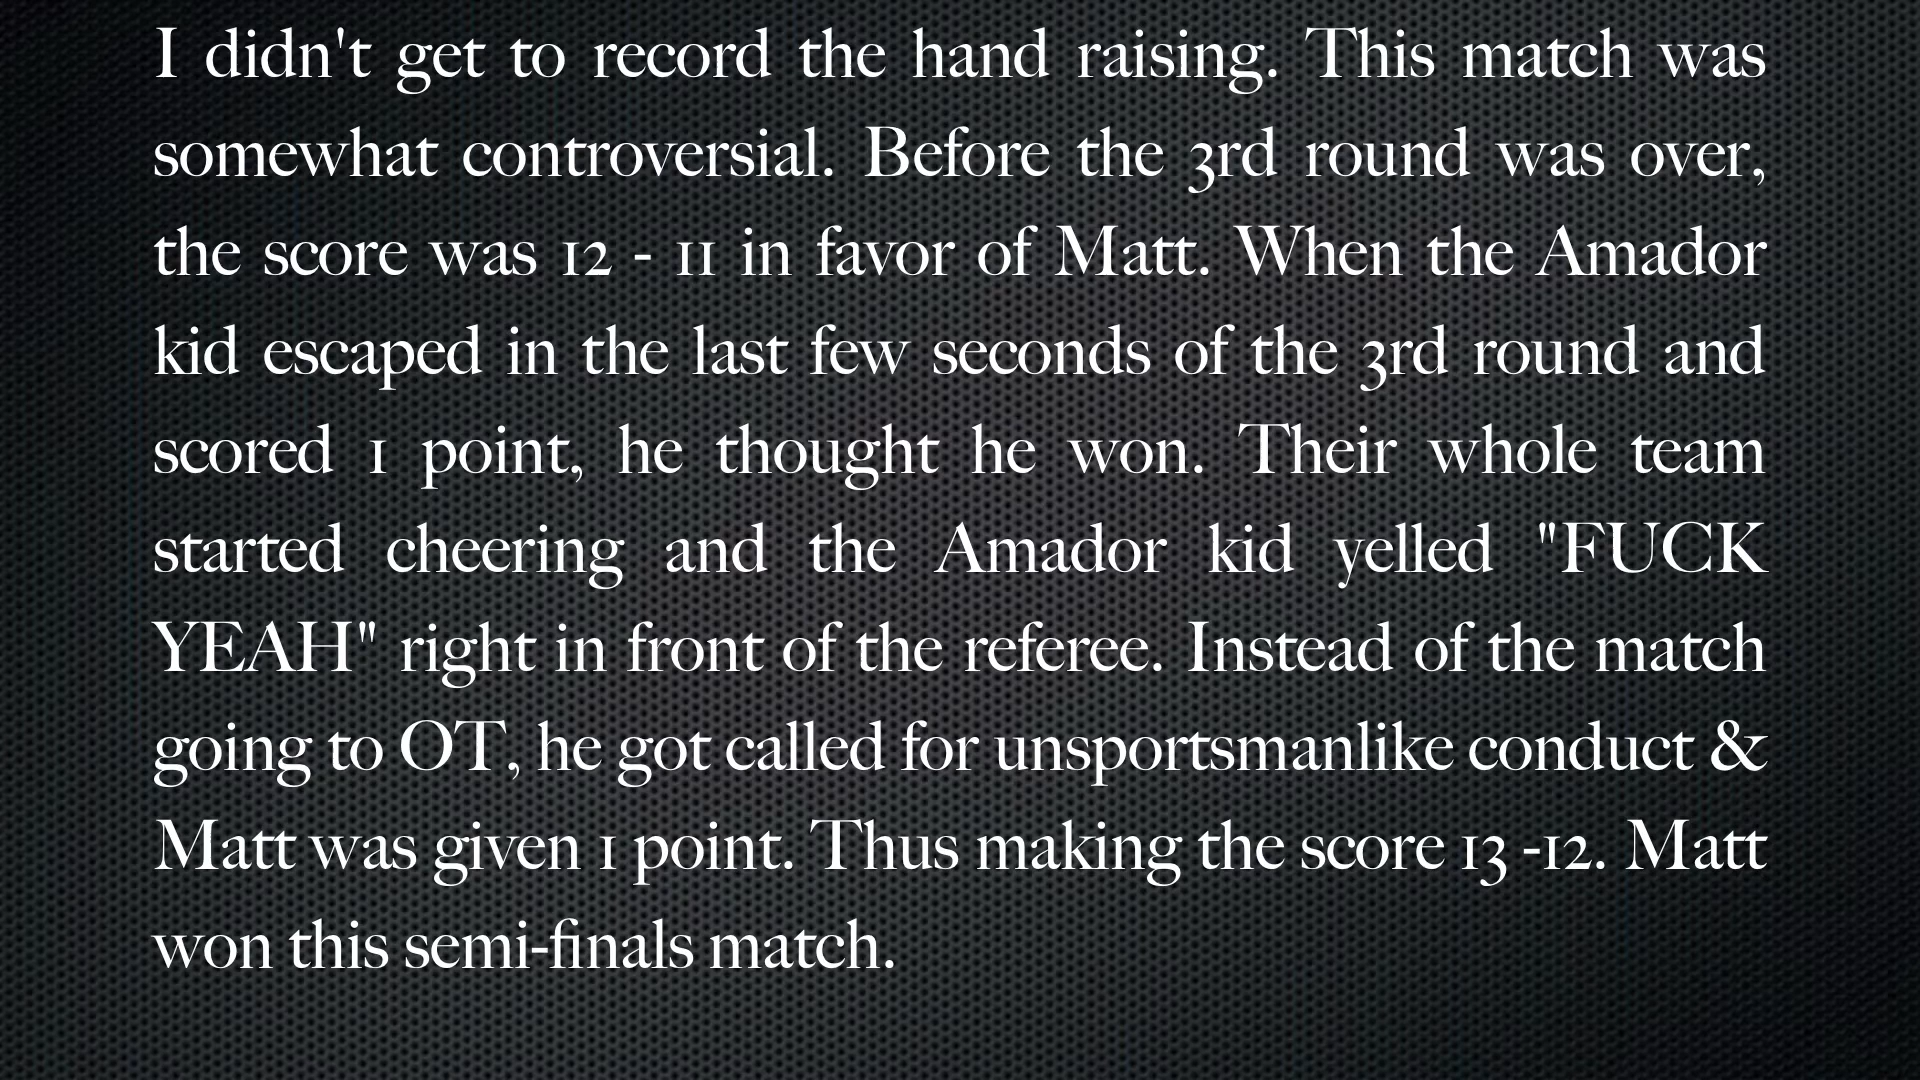 I didn't get to record the hand raising. This match was
somewhat controversial. Before the 3rd round was over,
the score was 12 - 11 in favor of Matt. When the Amador
kid escaped in the last few seconds of the 3rd round and
scored 1 point, he thought he won. Their whole team
started cheering and the Amador kid yelled "FUCK
YEAH" right in front of the referee. Instead of the match
going to OT, he got called for unsportsmanlike conduct &
Matt was given 1 point. Thus making the score 13 -12. Matt
won this semi-finals match.